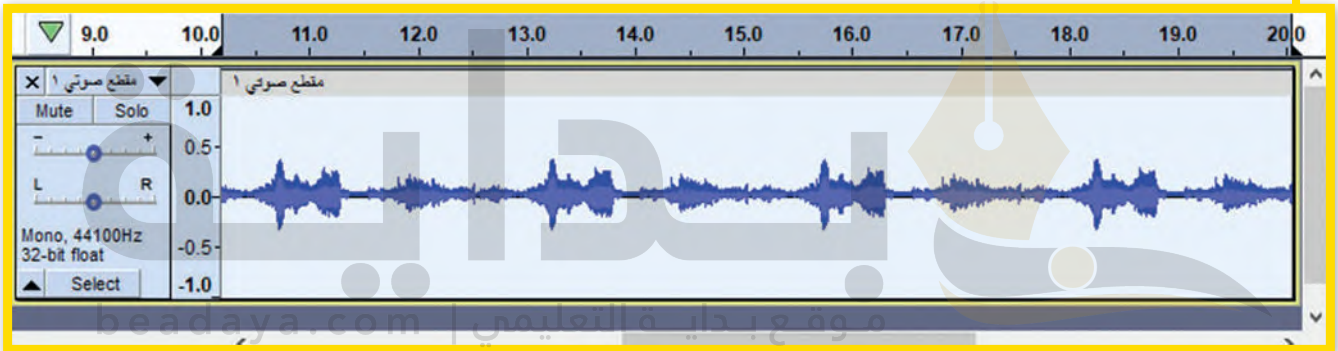 9.0 10.0 11.0 12.0 13.0 14.0 15.0 16.0 17.0 18.0 19.0 20.0
× مقطع صوتي ١ ▼
مقطع صوتي ١
Mute Solo
1.0
- +
0.5
L R
0.0
Mono, 44100Hz
32-bit float
-0.5
▲ Select
-1.0
بداية
beadaya.com | موقع بداية التعليمي